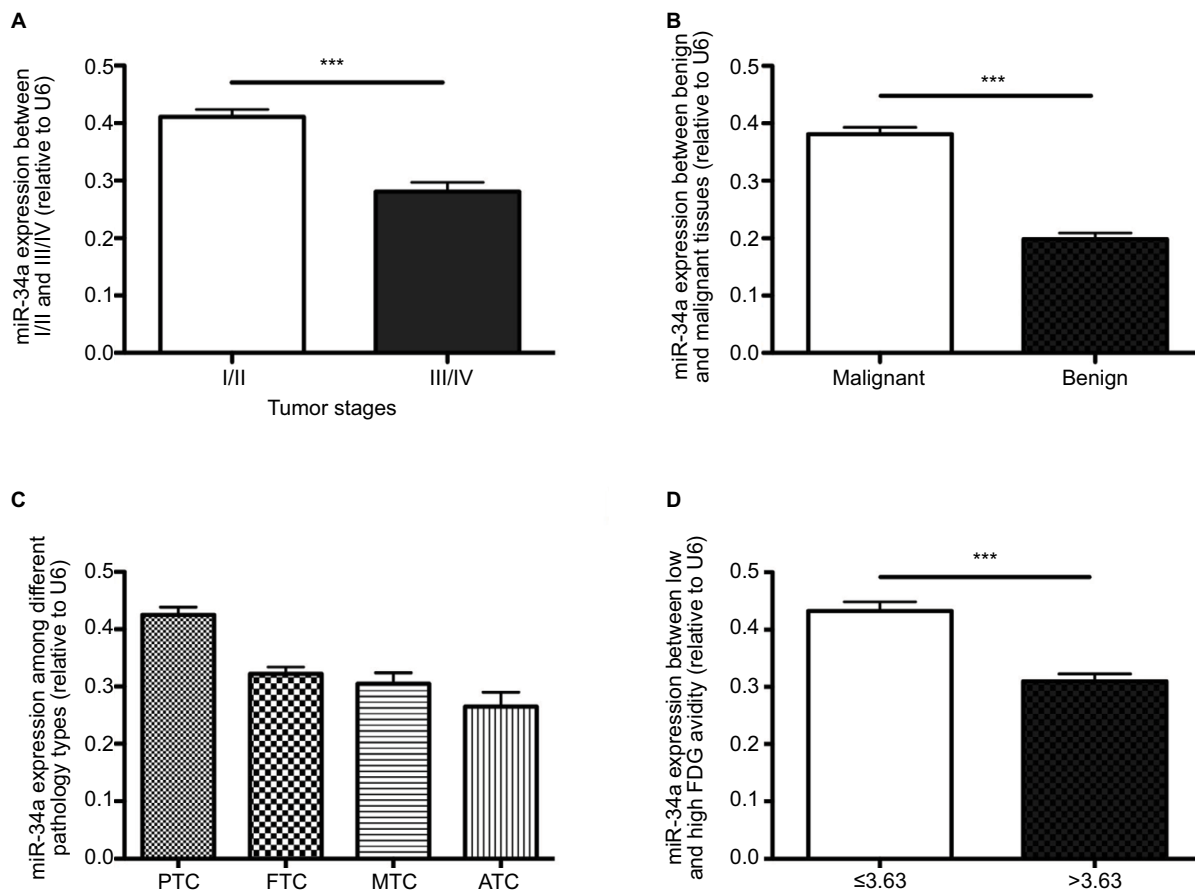 A
miR-34a expression between
I/II and III/IV (relative to U6)
0.5
0.4
0.3
0.2
0.1
0.0
***
I/II III/IV
Tumor stages
B
miR-34a expression between benign
and malignant tissues (relative to U6)
0.5
0.4
0.3
0.2
0.1
0.0
***
Malignant Benign
C
miR-34a expression among different
pathology types (relative to U6)
0.5
0.4
0.3
0.2
0.1
0.0
PTC FTC MTC ATC
D
miR-34a expression between low
and high FDG avidity (relative to U6)
0.5
0.4
0.3
0.2
0.1
0.0
***
≤3.63 >3.63